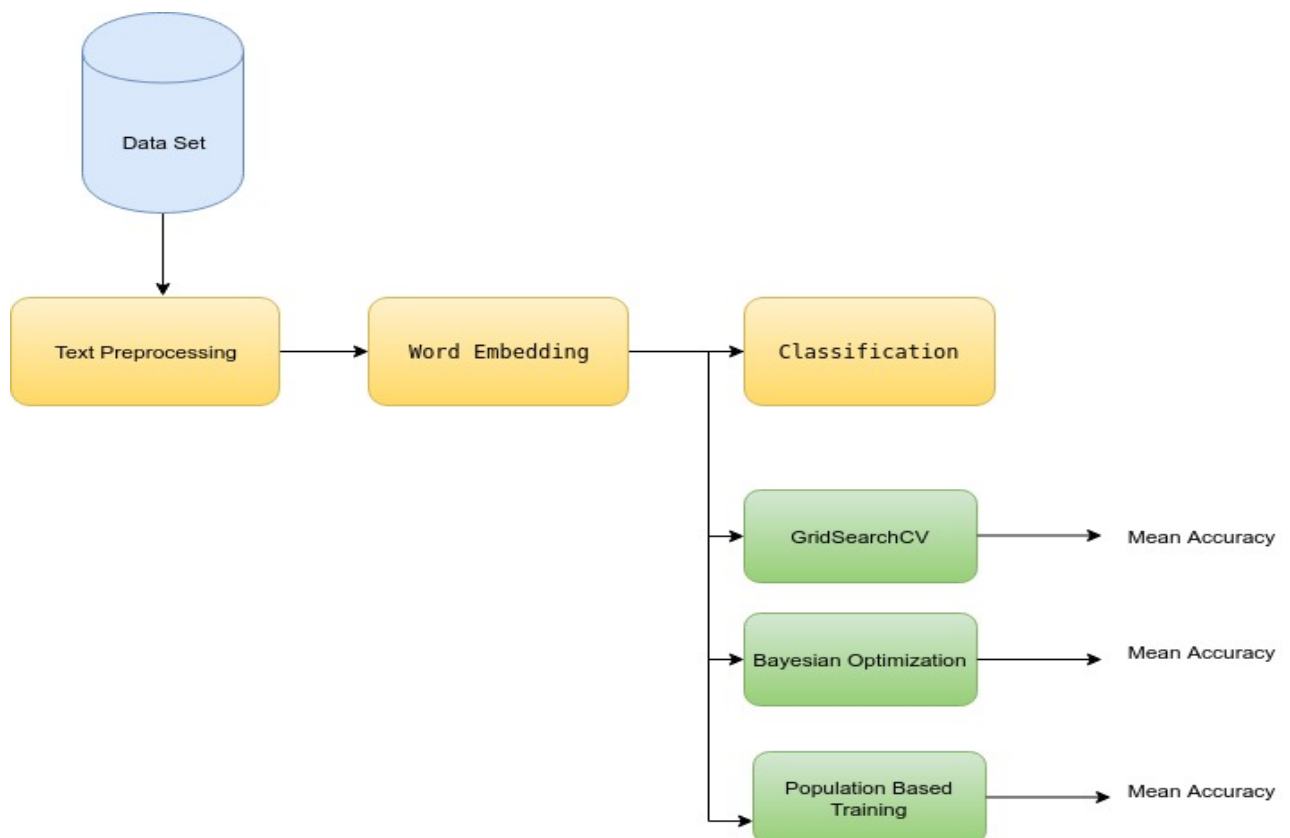 Data Set
Text Preprocessing
Word Embedding
Classification
GridSearchCV
Mean Accuracy
Bayesian Optimization
Mean Accuracy
Population Based
Training
Mean Accuracy